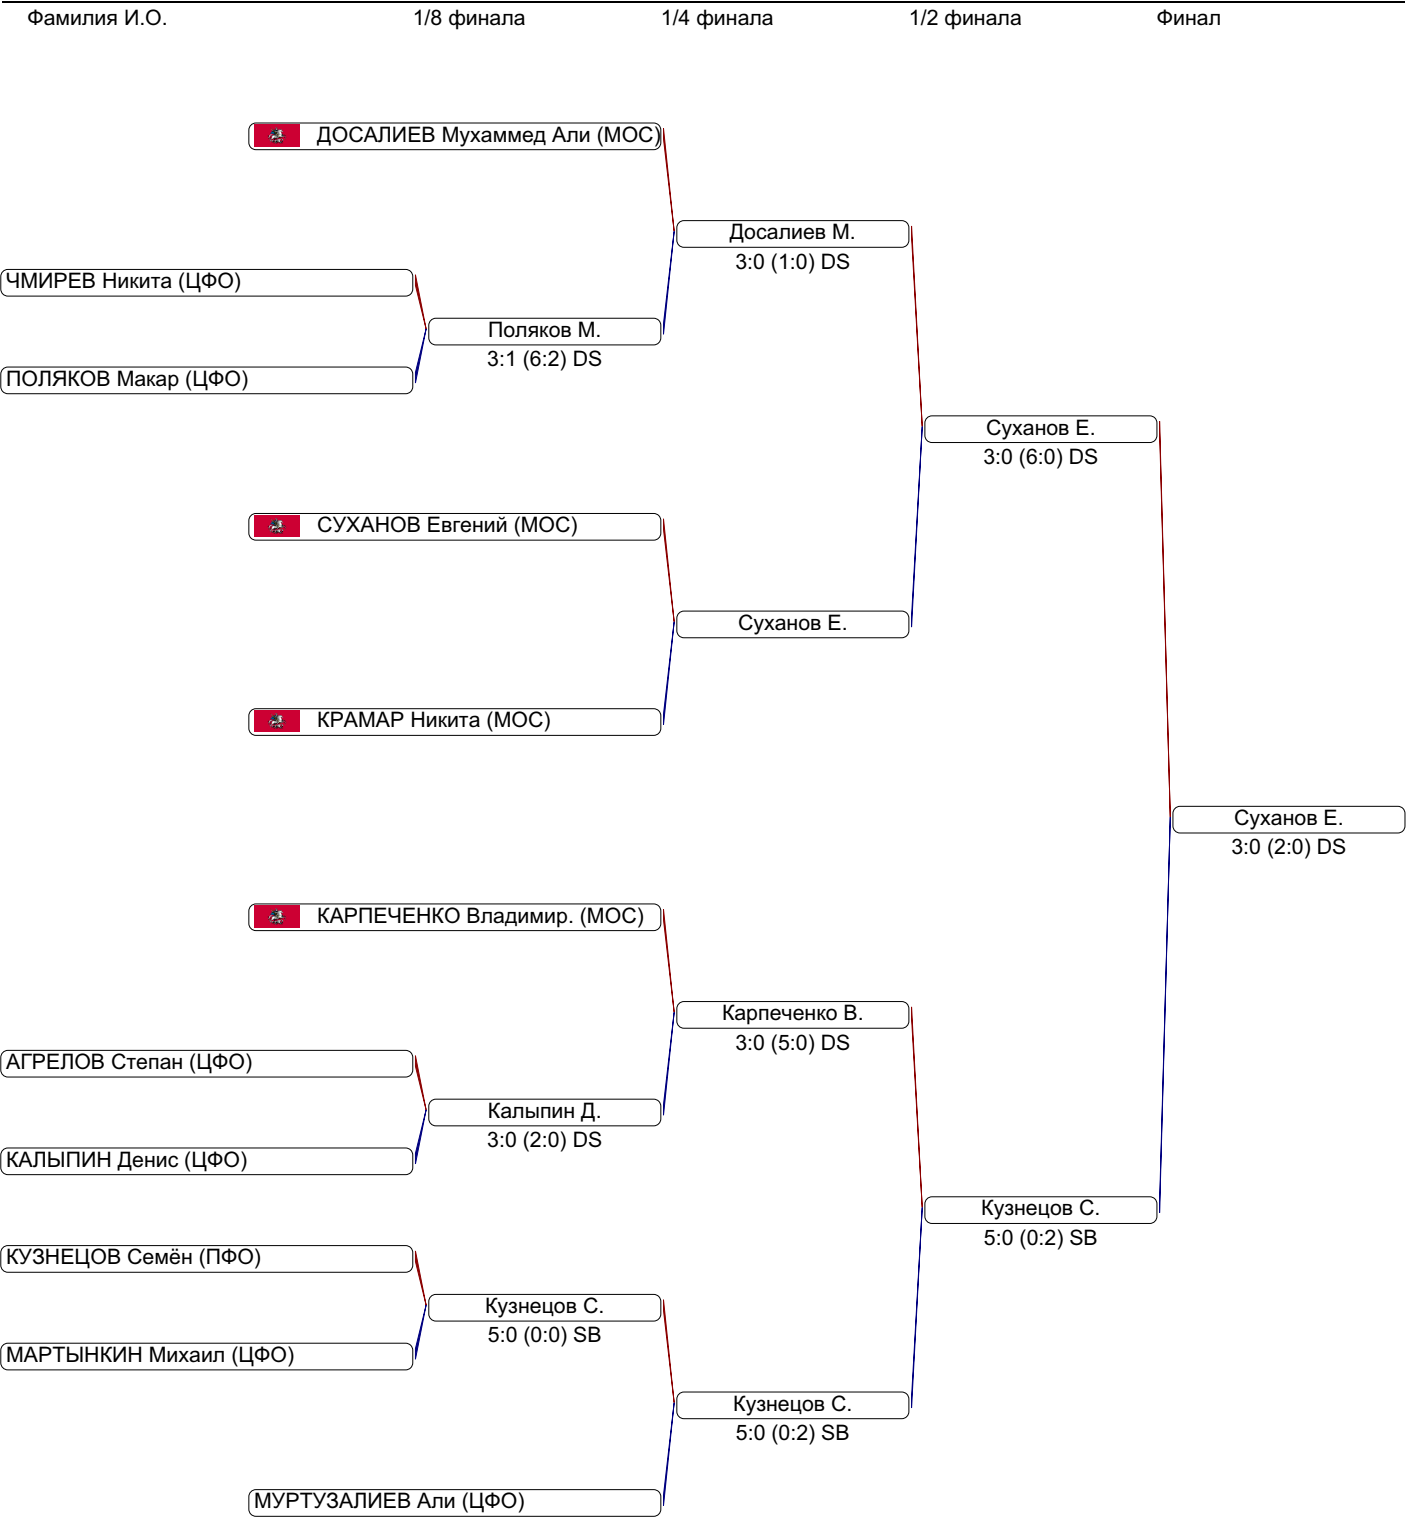 Фамилия И.О. 1/8 финала 1/4 финала 1/2 финала Финал
ДОСАЛИЕВ Мухаммед Али (МОС)
Досалиев М.
3:0 (1:0) DS
ЧМИРЕВ Никита (ЦФО)
Поляков М.
3:1 (6:2) DS
ПОЛЯКОВ Макар (ЦФО)
Суханов Е.
3:0 (6:0) DS
СУХАНОВ Евгений (МОС)
Суханов Е.
КРАМАР Никита (МОС)
Суханов Е.
3:0 (2:0) DS
КАРПЕЧЕНКО Владимир. (МОС)
Карпеченко В.
3:0 (5:0) DS
АГРЕЛОВ Степан (ЦФО)
Калыпин Д.
3:0 (2:0) DS
КАЛЫПИН Денис (ЦФО)
Кузнецов С.
5:0 (0:2) SB
КУЗНЕЦОВ Семён (ПФО)
Кузнецов С.
5:0 (0:0) SB
МАРТЫНКИН Михаил (ЦФО)
Кузнецов С.
5:0 (0:2) SB
МУРТУЗАЛИЕВ Али (ЦФО)